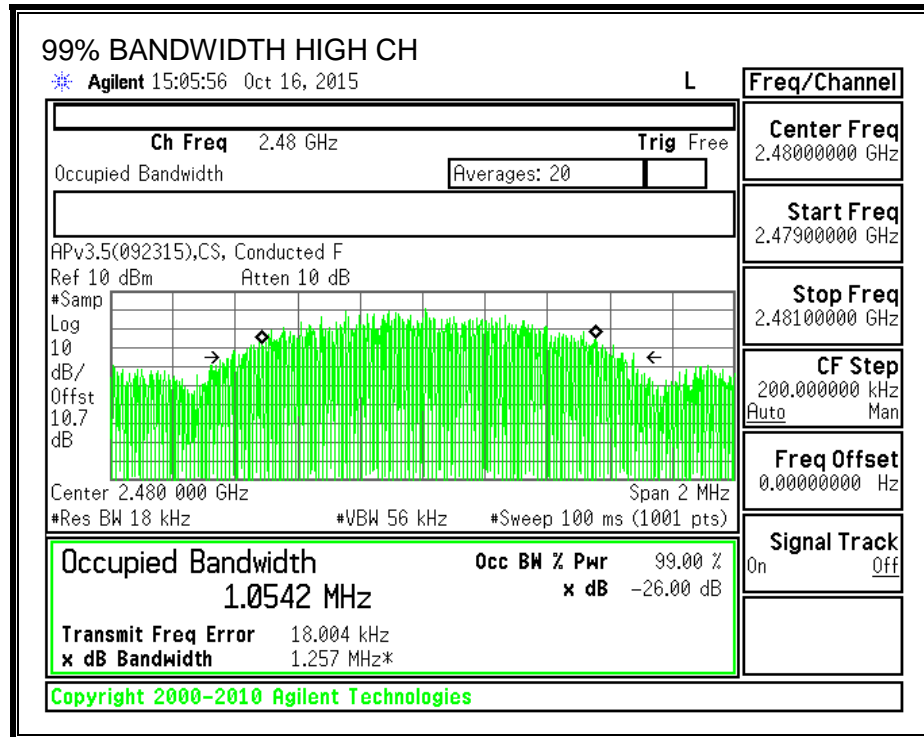 99% BANDWIDTH HIGH CH
Agilent 15:05:56 Oct 16, 2015 L
Ch Freq 2.48 GHz Trig Free
Occupied Bandwidth Averages: 20
APv3.5(092315),CS, Conducted F
Ref 10 dBm Atten 10 dB
#Samp
Log
10
dB/
Offst
10.7
dB
Center 2.480 000 GHz Span 2 MHz
#Res BW 18 kHz #VBW 56 kHz #Sweep 100 ms (1001 pts)
Occupied Bandwidth Occ BW % Pwr 99.00 %
1.0542 MHz x dB -26.00 dB
Transmit Freq Error 18.004 kHz
x dB Bandwidth 1.257 MHz*
Copyright 2000-2010 Agilent Technologies
Freq/Channel
Center Freq
2.48000000 GHz
Start Freq
2.47900000 GHz
Stop Freq
2.48100000 GHz
CF Step
200.000000 kHz
Auto Man
Freq Offset
0.00000000 Hz
Signal Track
On Off